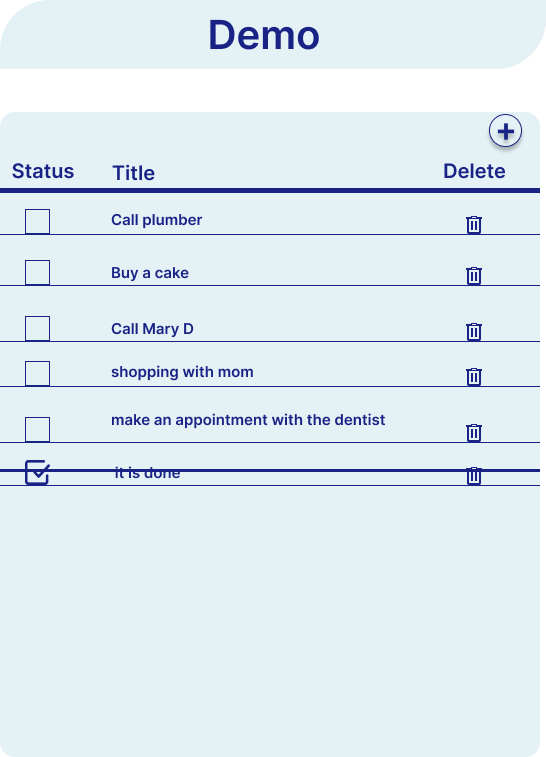 Demo
Status Title Delete
Call plumber
Buy a cake
Call Mary D
shopping with mom
make an appointment with the dentist
it is done